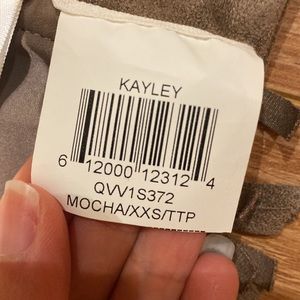 KAYLEY
6 12000 12312 4
QVV1S372
MOCHA/XXS/TTP